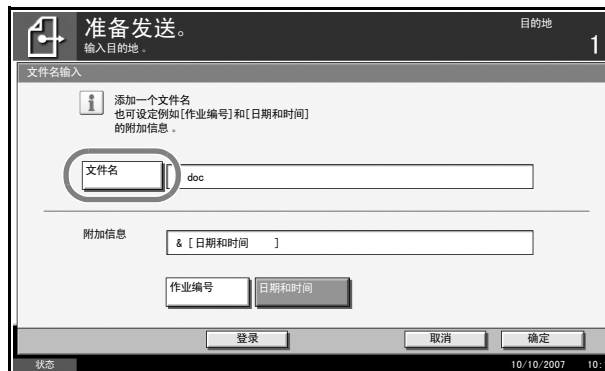 准备发送。
输入目的地。
目的地
1
文件名输入
添加一个文件名
也可设定例如[作业编号]和[日期和时间]
的附加信息。
文件名
doc
附加信息
& [日期和时间 ]
作业编号
日期和时间
登录
取消
确定
状态
10/10/2007 10: